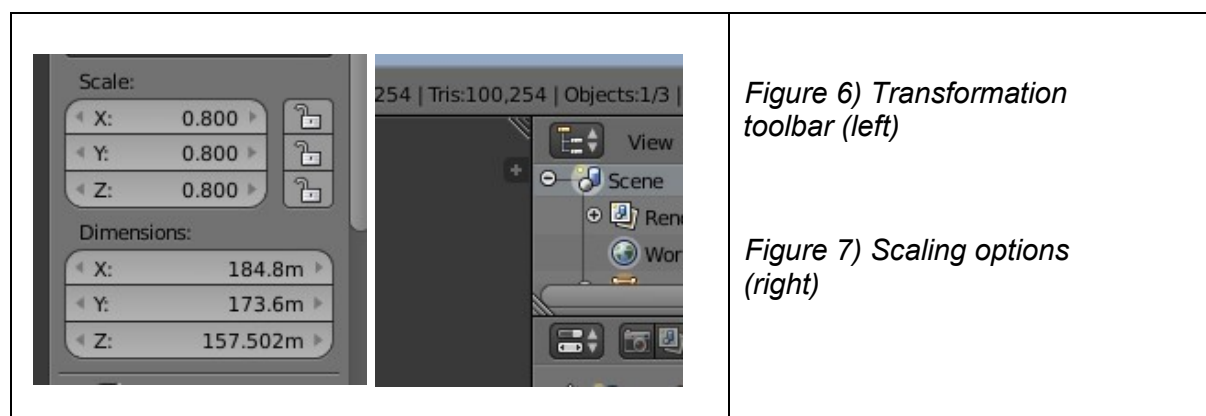 Scale:
X: 0.800
Y: 0.800
Z: 0.800
Dimensions:
X: 184.8m
Y: 173.6m
Z: 157.502m
254 | Tris:100,254 | Objects:1/3 |
View
Scene
Figure 6) Transformation
toolbar (left)
Figure 7) Scaling options
(right)